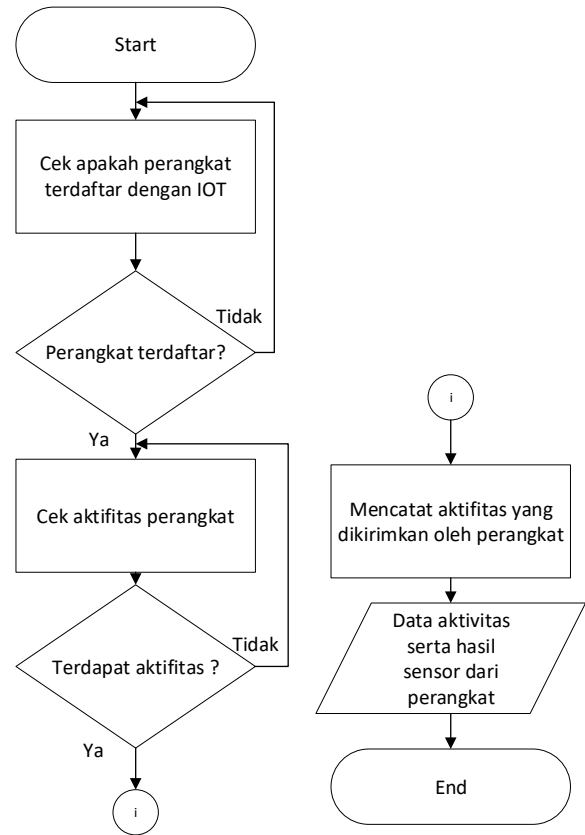 Start
Cek apakah perangkat
terdaftar dengan IOT
Tidak
Perangkat terdaftar?
Ya
Cek aktifitas perangkat
Tidak
Terdapat aktifitas ?
Ya
i
i
Mencatat aktifitas yang
dikirimkan oleh perangkat
Data aktivitas
serta hasil
sensor dari
perangkat
End